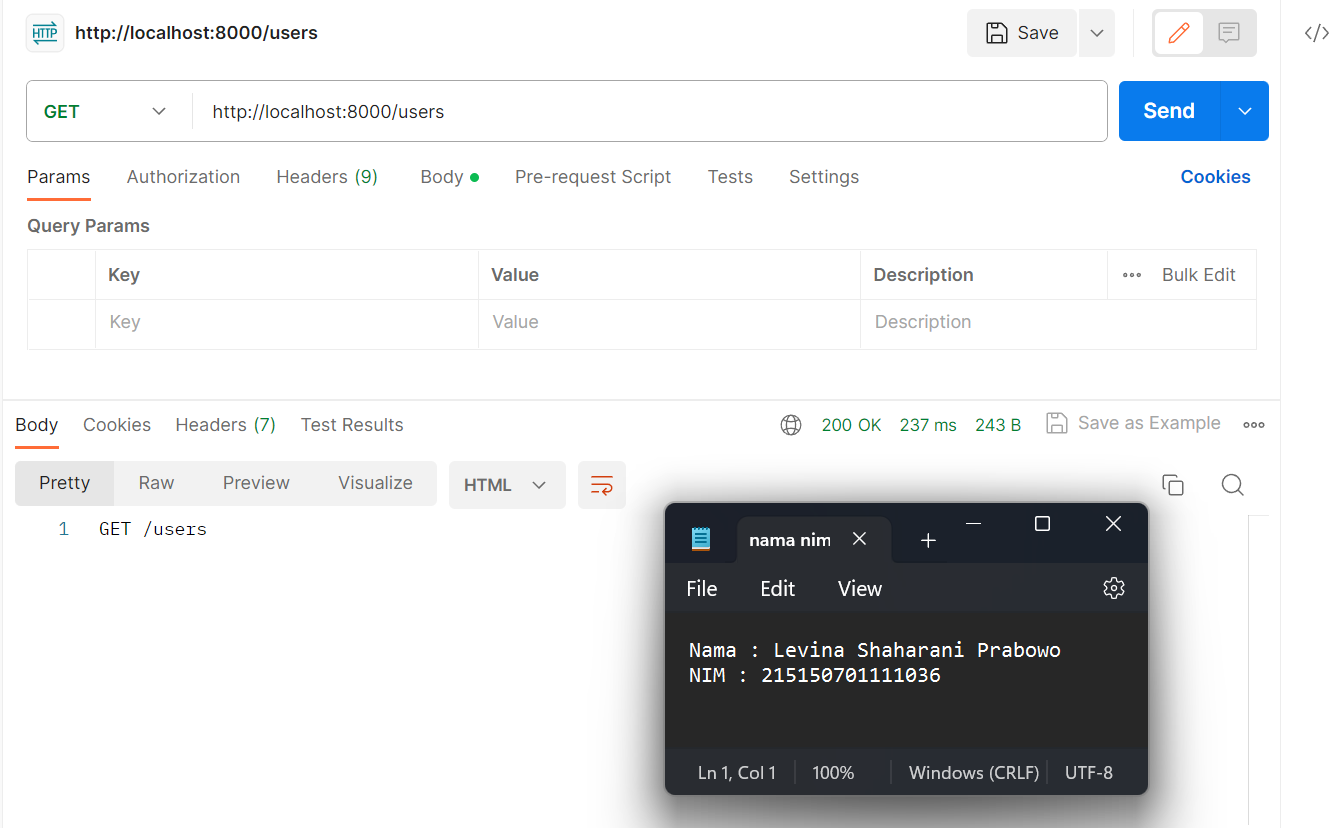 HTTP http://localhost:8000/users Save </>
GET http://localhost:8000/users Send
Params Authorization Headers (9) Body Pre-request Script Tests Settings Cookies
Query Params
Key Value Description Bulk Edit
Key Value Description
Body Cookies Headers (7) Test Results 200 OK 237 ms 243 B Save as Example
Pretty Raw Preview Visualize HTML
1 GET /users
nama nim
File Edit View
Nama : Levina Shaharani Prabowo
NIM : 215150701111036
Ln 1, Col 1 100% Windows (CRLF) UTF-8